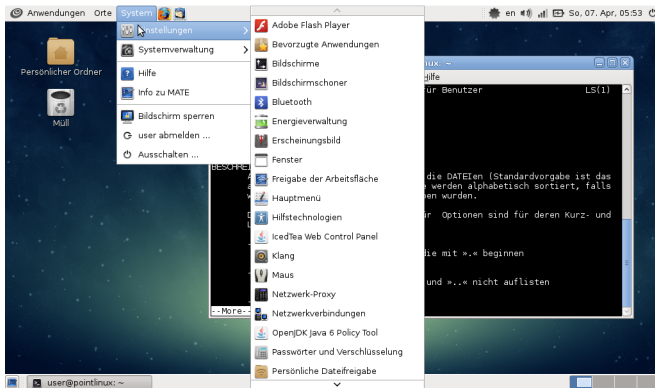 Anwendungen Orte System en So, 07. Apr, 05:53
Persönlicher Ordner
Müll
Einstellungen
Systemverwaltung
Hilfe
Info zu MATE
Bildschirm sperren
user abmelden ...
Ausschalten ...
Adobe Flash Player
Bevorzugte Anwendungen
Bildschirme
Bildschirmschoner
Bluetooth
Energieverwaltung
Erscheinungsbild
Fenster
Freigabe der Arbeitsfläche
Hauptmenü
Hilfstechnologien
IcedTea Web Control Panel
Klang
Maus
Netzwerk-Proxy
Netzwerkverbindungen
OpenJDK Java 6 Policy Tool
Passwörter und Verschlüsselung
Persönliche Dateifreigabe
nux: ~
Hilfe
für Benutzer LS(1)
die DATEIen (Standardvorgabe ist das
werden alphabetisch sortiert, falls
ben wurden.
ür Optionen sind für deren Kurz- und
die mit ».« beginnen
und »..« nicht auflisten
--More--
user@pointlinux: ~